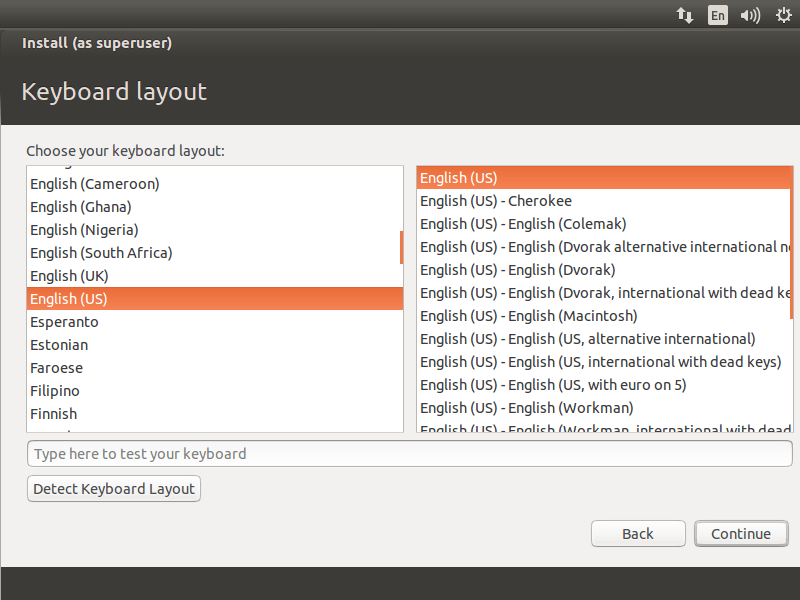 En
Install (as superuser)
Keyboard layout
Choose your keyboard layout:
English (Cameroon)
English (Ghana)
English (Nigeria)
English (South Africa)
English (UK)
English (US)
Esperanto
Estonian
Faroese
Filipino
Finnish
English (US)
English (US) - Cherokee
English (US) - English (Colemak)
English (US) - English (Dvorak alternative international
English (US) - English (Dvorak)
English (US) - English (Dvorak, international with dead
English (US) - English (Macintosh)
English (US) - English (US, alternative international)
English (US) - English (US, international with dead keys)
English (US) - English (US, with euro on 5)
English (US) - English (Workman)
English (US) - English (Workman, international with dead
Type here to test your keyboard
Detect Keyboard Layout
Back
Continue